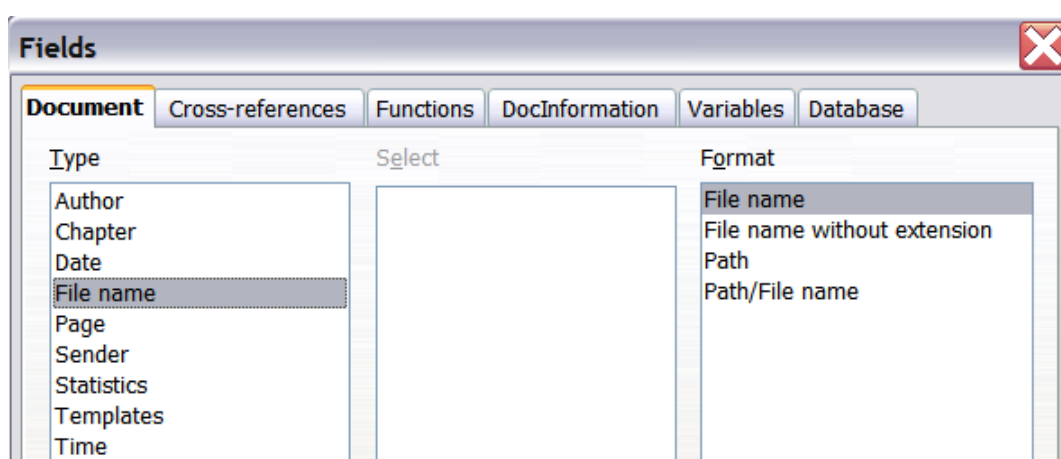 Fields
Document Cross-references Functions DocInformation Variables Database
Type Select Format
Author
Chapter
Date
File name
Page
Sender
Statistics
Templates
Time
File name
File name without extension
Path
Path/File name